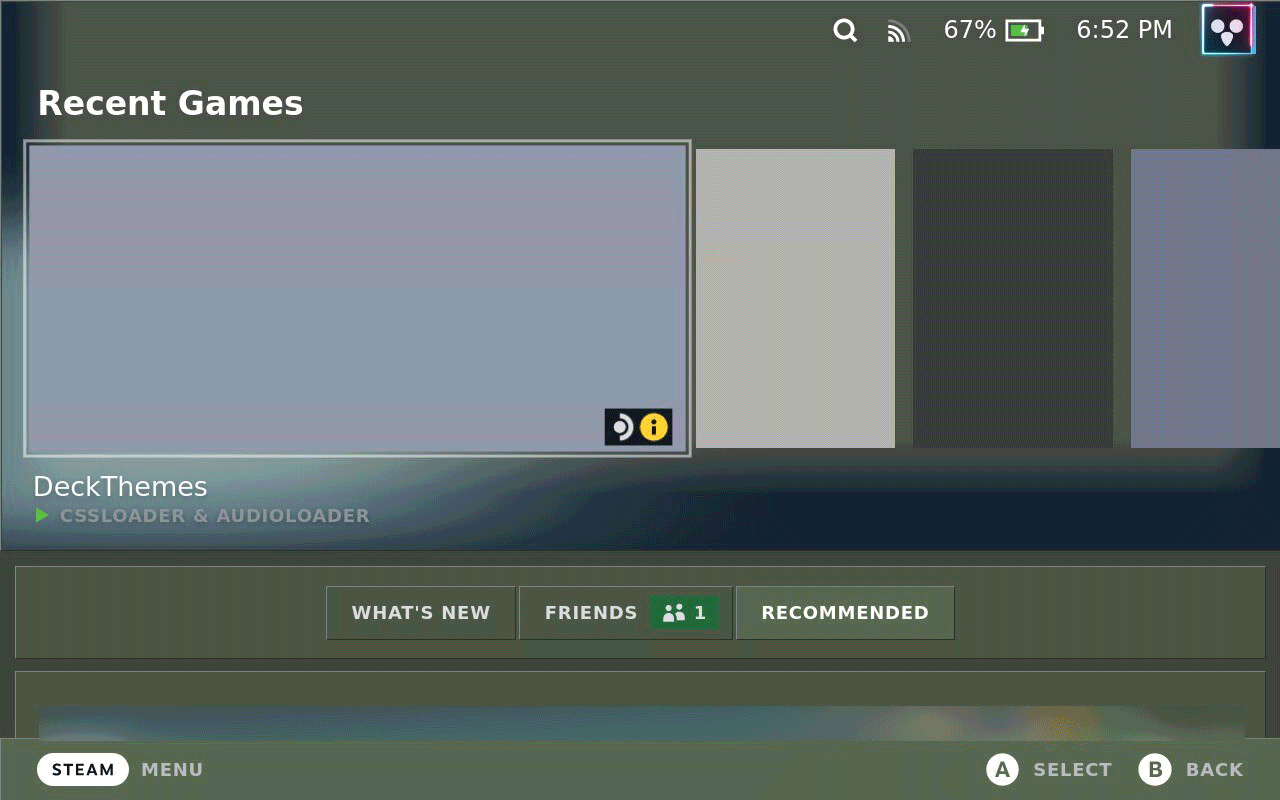 67% 6:52 PM
Recent Games
DeckThemes
CSSLOADER & AUDIOLOADER
WHAT'S NEW FRIENDS 1 RECOMMENDED
STEAM MENU A SELECT B BACK